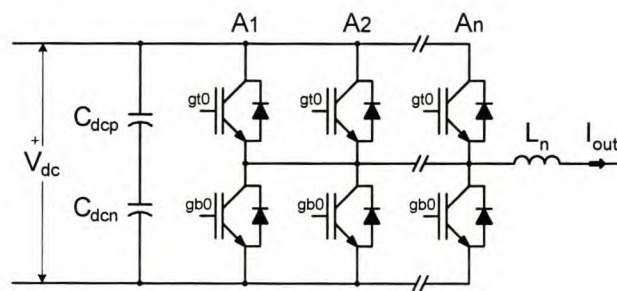 A1 A2 An
gt0 gt0 gt0
Cdcp
Ln Iout
+
Vdc
Cdcn
gb0 gb0 gb0